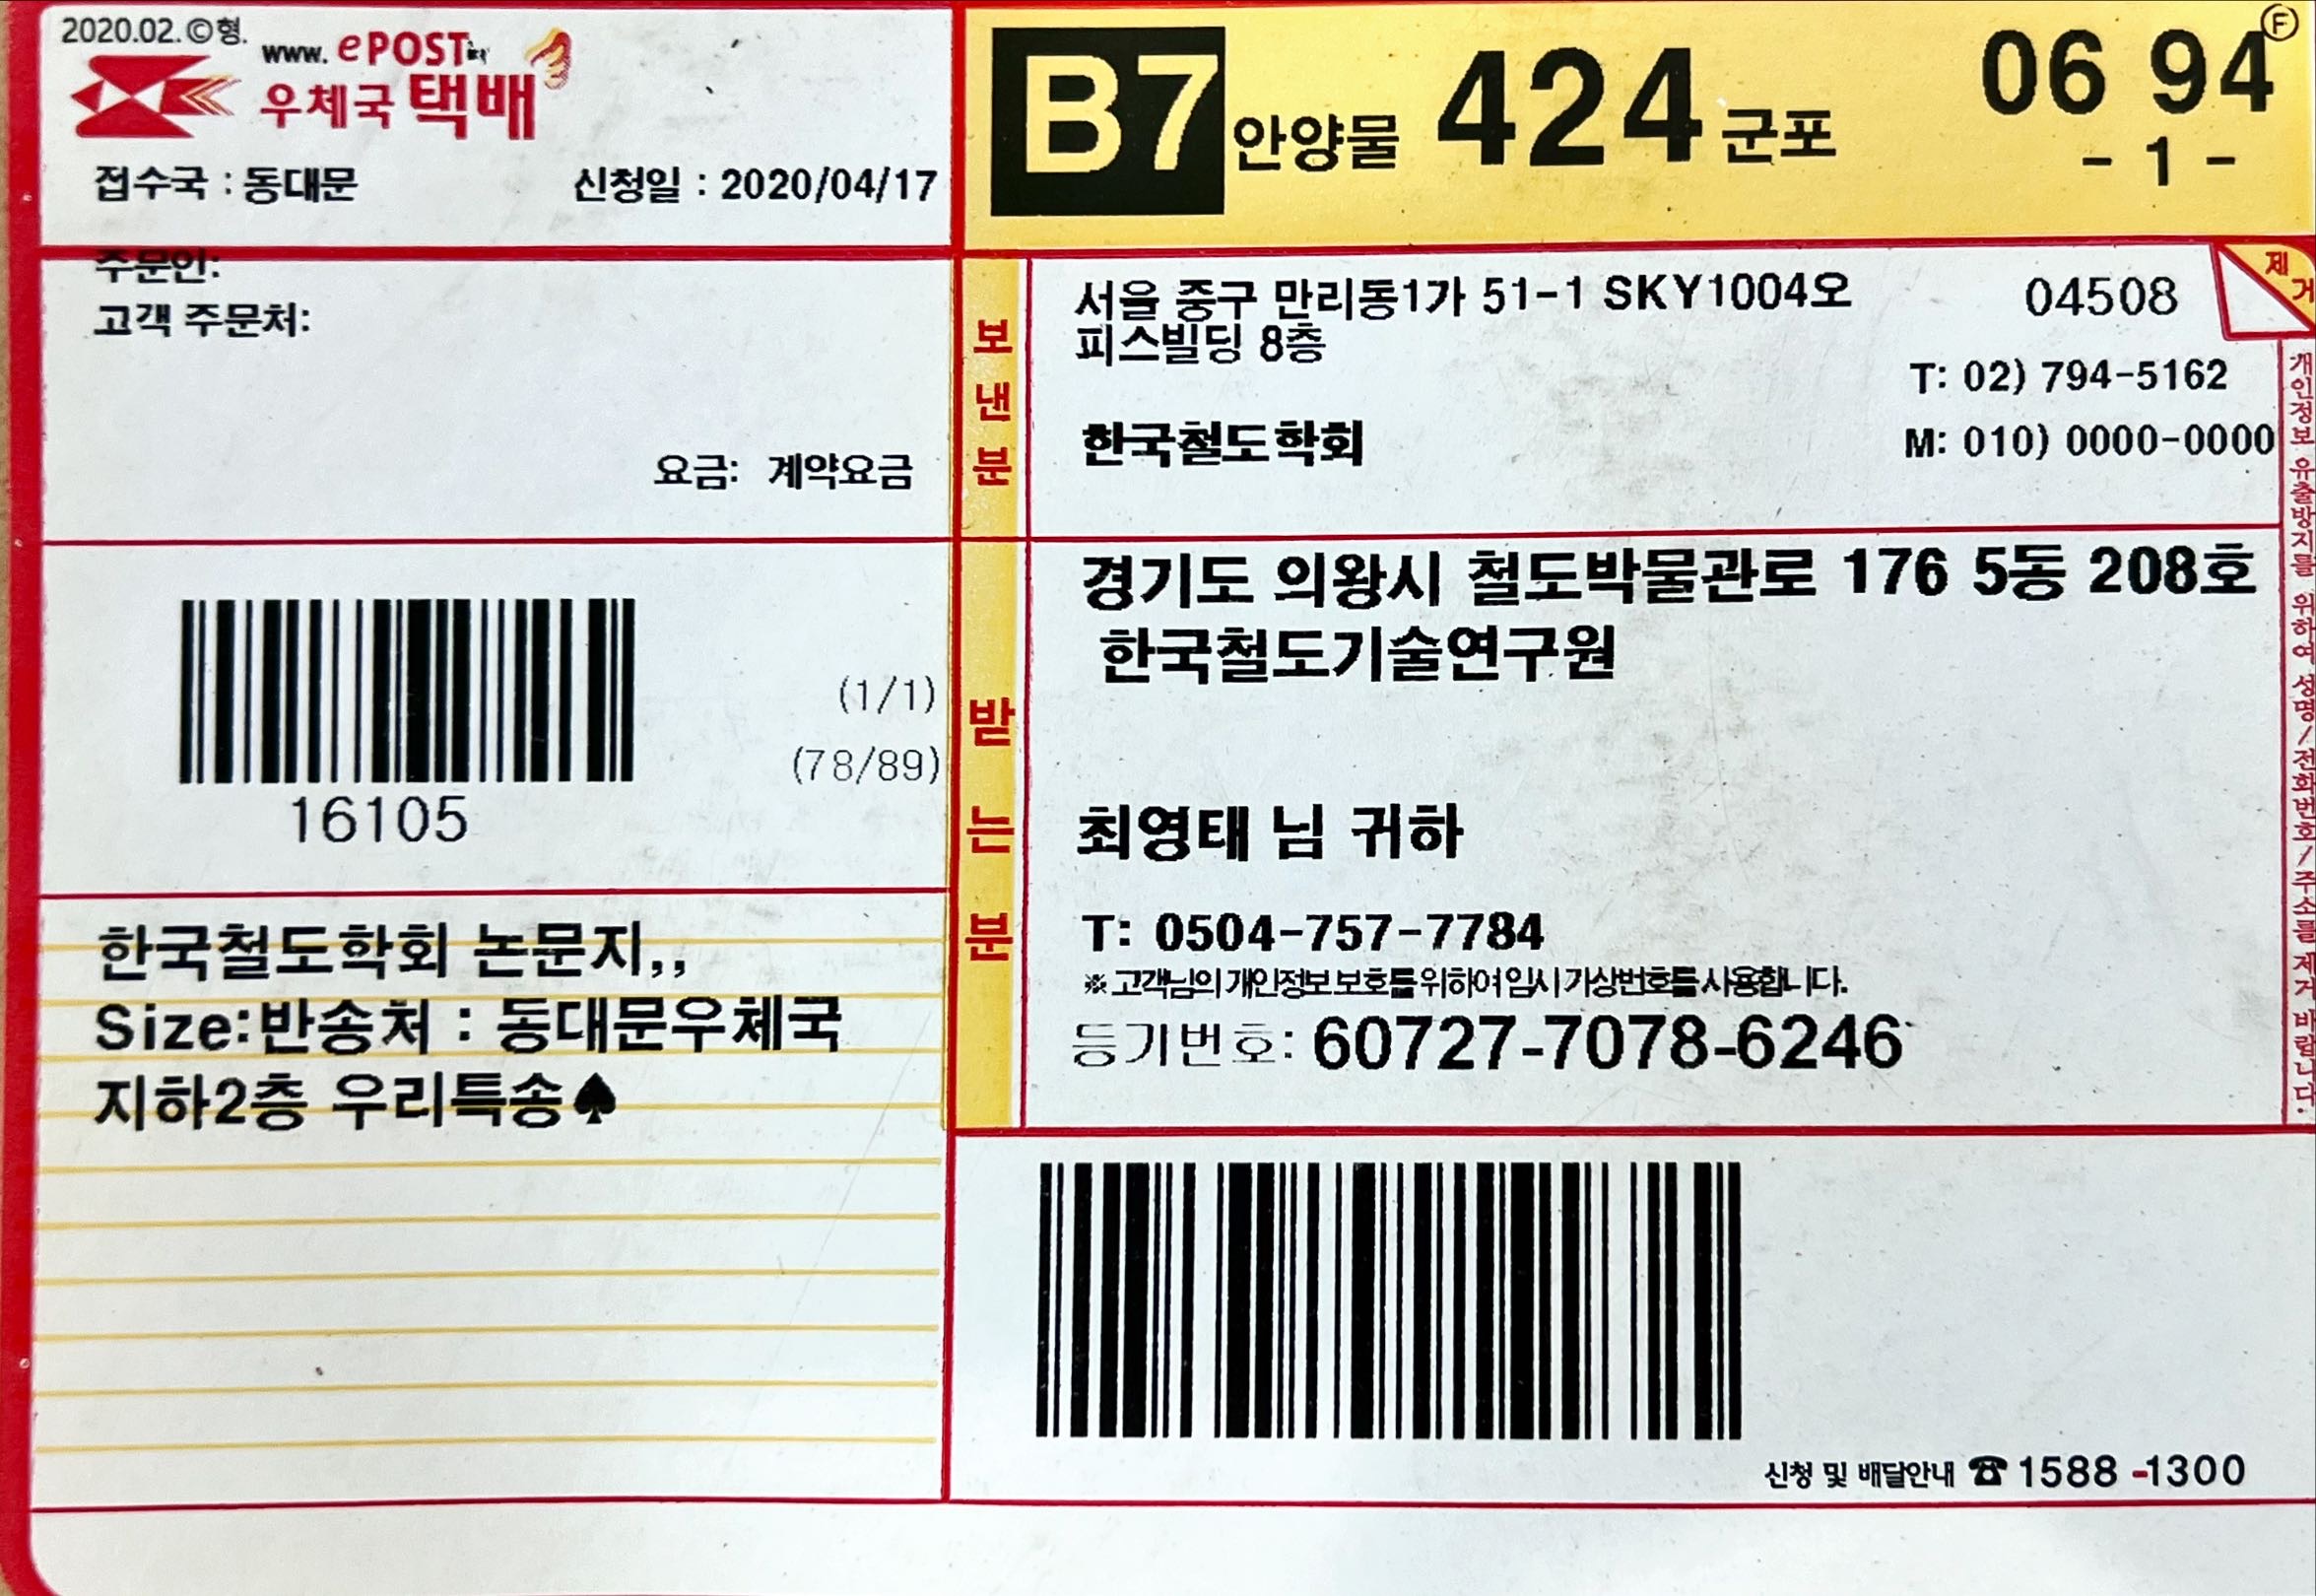 2020.02.ⓒ형.
www. ePOST.kr
우체국 택배
접수국 : 동대문 신청일 : 2020/04/17
B7 안양물 424 군포 06 94 Ⓕ
- 1 -
주문인:
고객 주문처:
요금: 계약요금
보낸분
서울 중구 만리동1가 51-1 SKY1004오 04508
피스빌딩 8층
T: 02) 794-5162
한국철도학회 M: 010) 0000-0000
제거
개인정보 유출방지를 위하여 성명/전화번호/주소를 제거 바랍니다.
16105
(1/1)
(78/89)
받는분
경기도 의왕시 철도박물관로 176 5동 208호
한국철도기술연구원
최영태 님 귀하
T: 0504-757-7784
※ 고객님의 개인정보 보호를 위하여 임시 가상번호를 사용합니다.
등기번호: 60727-7078-6246
한국철도학회 논문지,,
Size:반송처 : 동대문우체국
지하2층 우리특송♠
신청 및 배달안내 ☎ 1588-1300